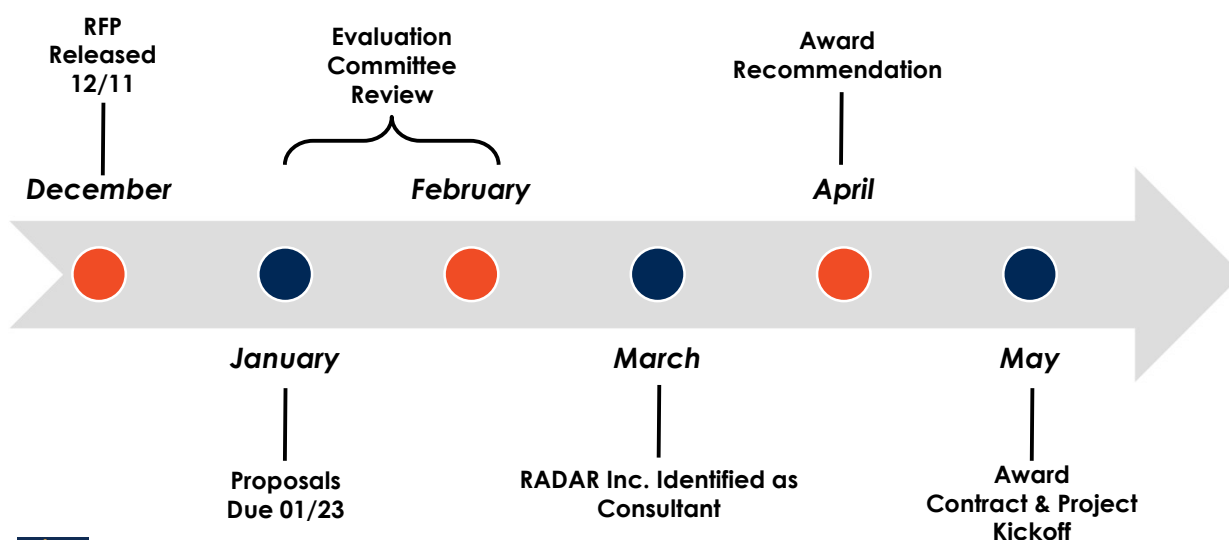 RFP
Released
12/11
Evaluation
Committee
Review
Award
Recommendation
December
February
April
January
March
May
Proposals
Due 01/23
RADAR Inc. Identified as
Consultant
Award
Contract & Project
Kickoff